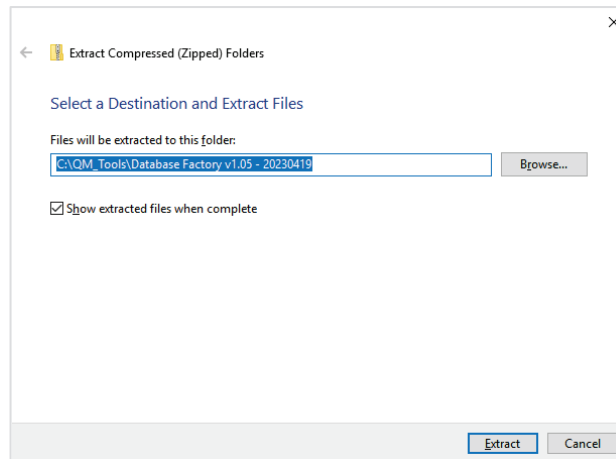 Extract Compressed (Zipped) Folders
Select a Destination and Extract Files
Files will be extracted to this folder:
C:\QM_Tools\Database Factory v1.05 - 20230419
Browse...
Show extracted files when complete
Extract
Cancel